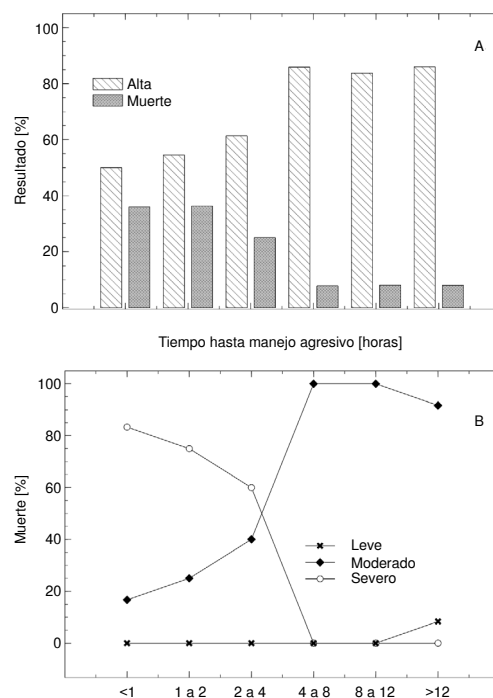 100
A
80
Alta
Muerte
60
40
20
0
Resultado [%]
Tiempo hasta manejo agresivo [horas]
100
B
80
60
40
20
0
Muerte [%]
Leve
Moderado
Severo
<1 1 a 2 2 a 4 4 a 8 8 a 12 >12